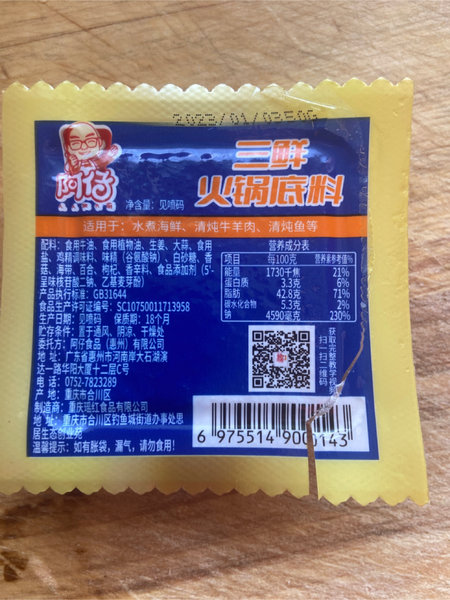 2023/01/0350G
阿仔
三鲜
火锅底料
净含量：见喷码
适用于：水煮海鲜、清炖牛羊肉、清炖鱼等
配料：食用牛油、食用植物油、生姜、大蒜、食用
盐、鸡精调味料、味精（谷氨酸钠）、白砂糖、香
菇、海带、百合、枸杞、香辛料、食品添加剂（5'-
呈味核苷酸二钠、乙基麦芽酚）
产品执行标准：GB31644
食品生产许可证编号：SC10750011713958
生产日期：见喷码 保质期：18个月
贮存条件：置于通风、阴凉、干燥处
委托方：阿仔食品（惠州）有限公司
地 址：广东省惠州市河南岸大石湖演
达一路华阳大厦十二层C号
电 话：0752-7823289
产 地：重庆市合川区
制造商：重庆瑶红食品有限公司
地 址：重庆市合川区钓鱼城街道办事处思
居生态创业苑
温馨提示：如有胀袋，漏气，请勿食用！
营养成分表
项目 每100克 营养素参考值%
能量 1730千焦 21%
蛋白质 3.3克 6%
脂肪 42.8克 71%
碳水化合物 5.3克 2%
钠 4590毫克 230%
获取完整教学视频
扫一扫二维码
6 975514 900143